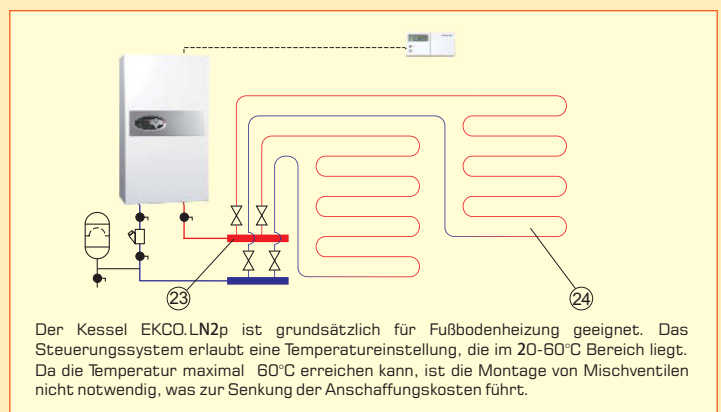 23
24
Der Kessel EKCO.LN2p ist grundsätzlich für Fußbodenheizung geeignet. Das
Steuerungssystem erlaubt eine Temperatureinstellung, die im 20-60°C Bereich liegt.
Da die Temperatur maximal 60°C erreichen kann, ist die Montage von Mischventilen
nicht notwendig, was zur Senkung der Anschaffungskosten führt.